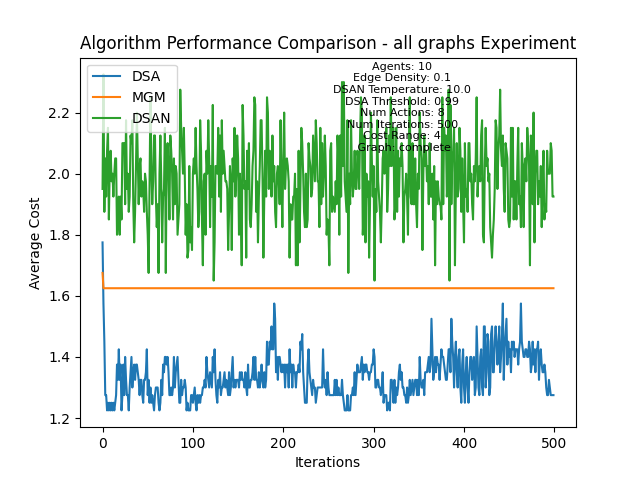 Algorithm Performance Comparison - all graphs Experiment
DSA
MGM
DSAN
Agents: 10
Edge Density: 0.1
DSAN Temperature: 10.0
DSA Threshold: 0.99
Num Actions: 8
Num Iterations: 500
Cost Range: 4
Graph: complete
Average Cost
2.2
2.0
1.8
1.6
1.4
1.2
0
100
200
300
400
500
Iterations